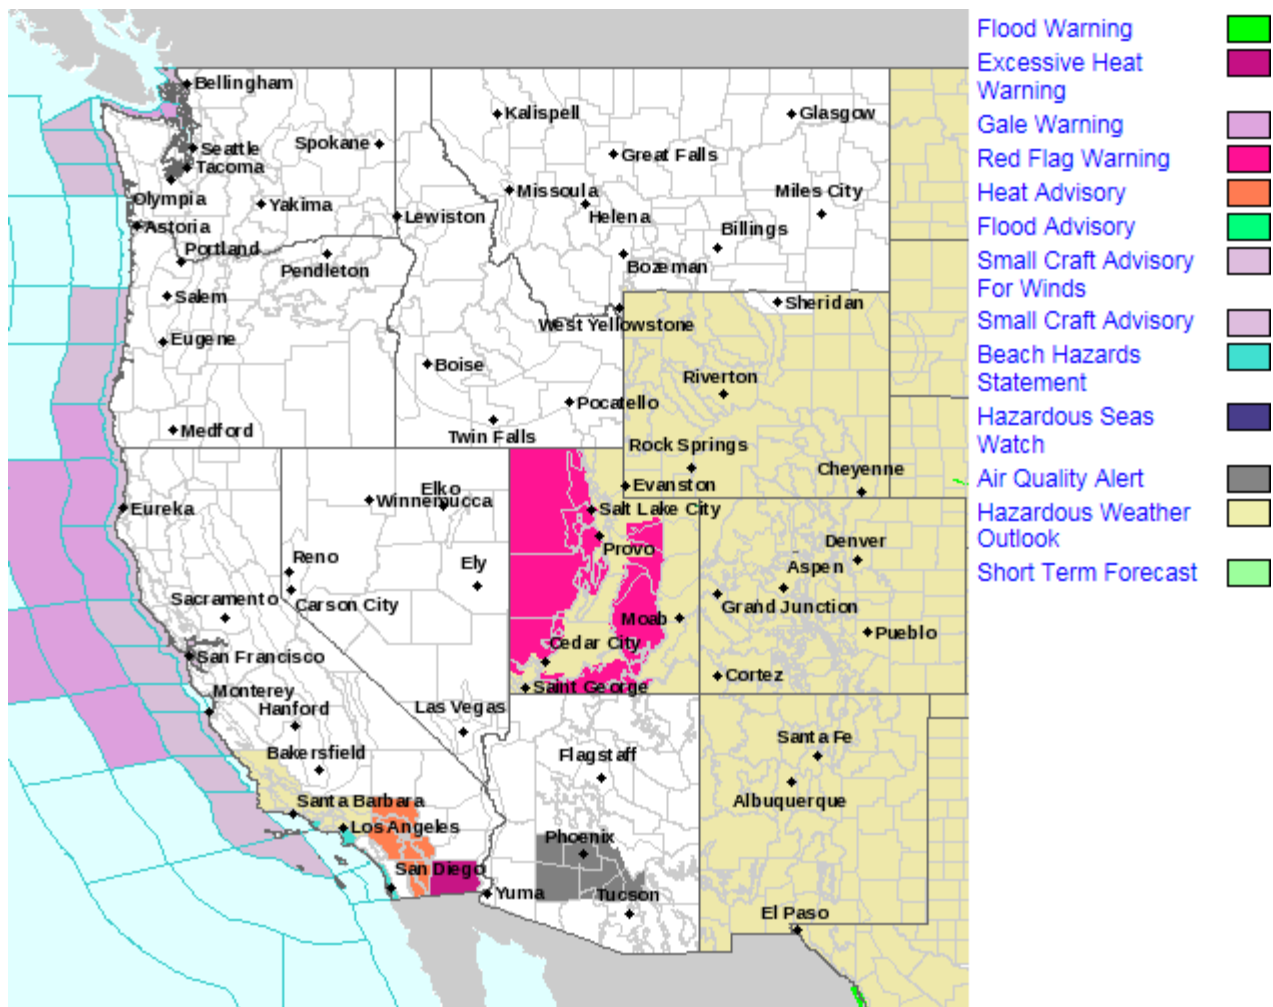 Bellingham
Seattle
Tacoma
Olympia
Astoria
Spokane
Yakima
Lewiston
Portland
Pendleton
Salem
Eugene
Medford
Kalispell
Glasgow
Great Falls
Missoula
Helena
Miles City
Billings
Bozeman
West Yellowstone
Sheridan
Boise
Pocatello
Twin Falls
Riverton
Rock Springs
Evanston
Cheyenne
Eureka
Winnemucca
Elko
Reno
Carson City
Ely
Salt Lake City
Provo
Moab
Cedar City
Saint George
Denver
Aspen
Grand Junction
Pueblo
Cortez
Sacramento
San Francisco
Monterey
Hanford
Bakersfield
Las Vegas
Santa Barbara
Los Angeles
San Diego
Yuma
Flagstaff
Phoenix
Tucson
Santa Fe
Albuquerque
El Paso
Flood Warning
Excessive Heat
Warning
Gale Warning
Red Flag Warning
Heat Advisory
Flood Advisory
Small Craft Advisory
For Winds
Small Craft Advisory
Beach Hazards
Statement
Hazardous Seas
Watch
Air Quality Alert
Hazardous Weather
Outlook
Short Term Forecast